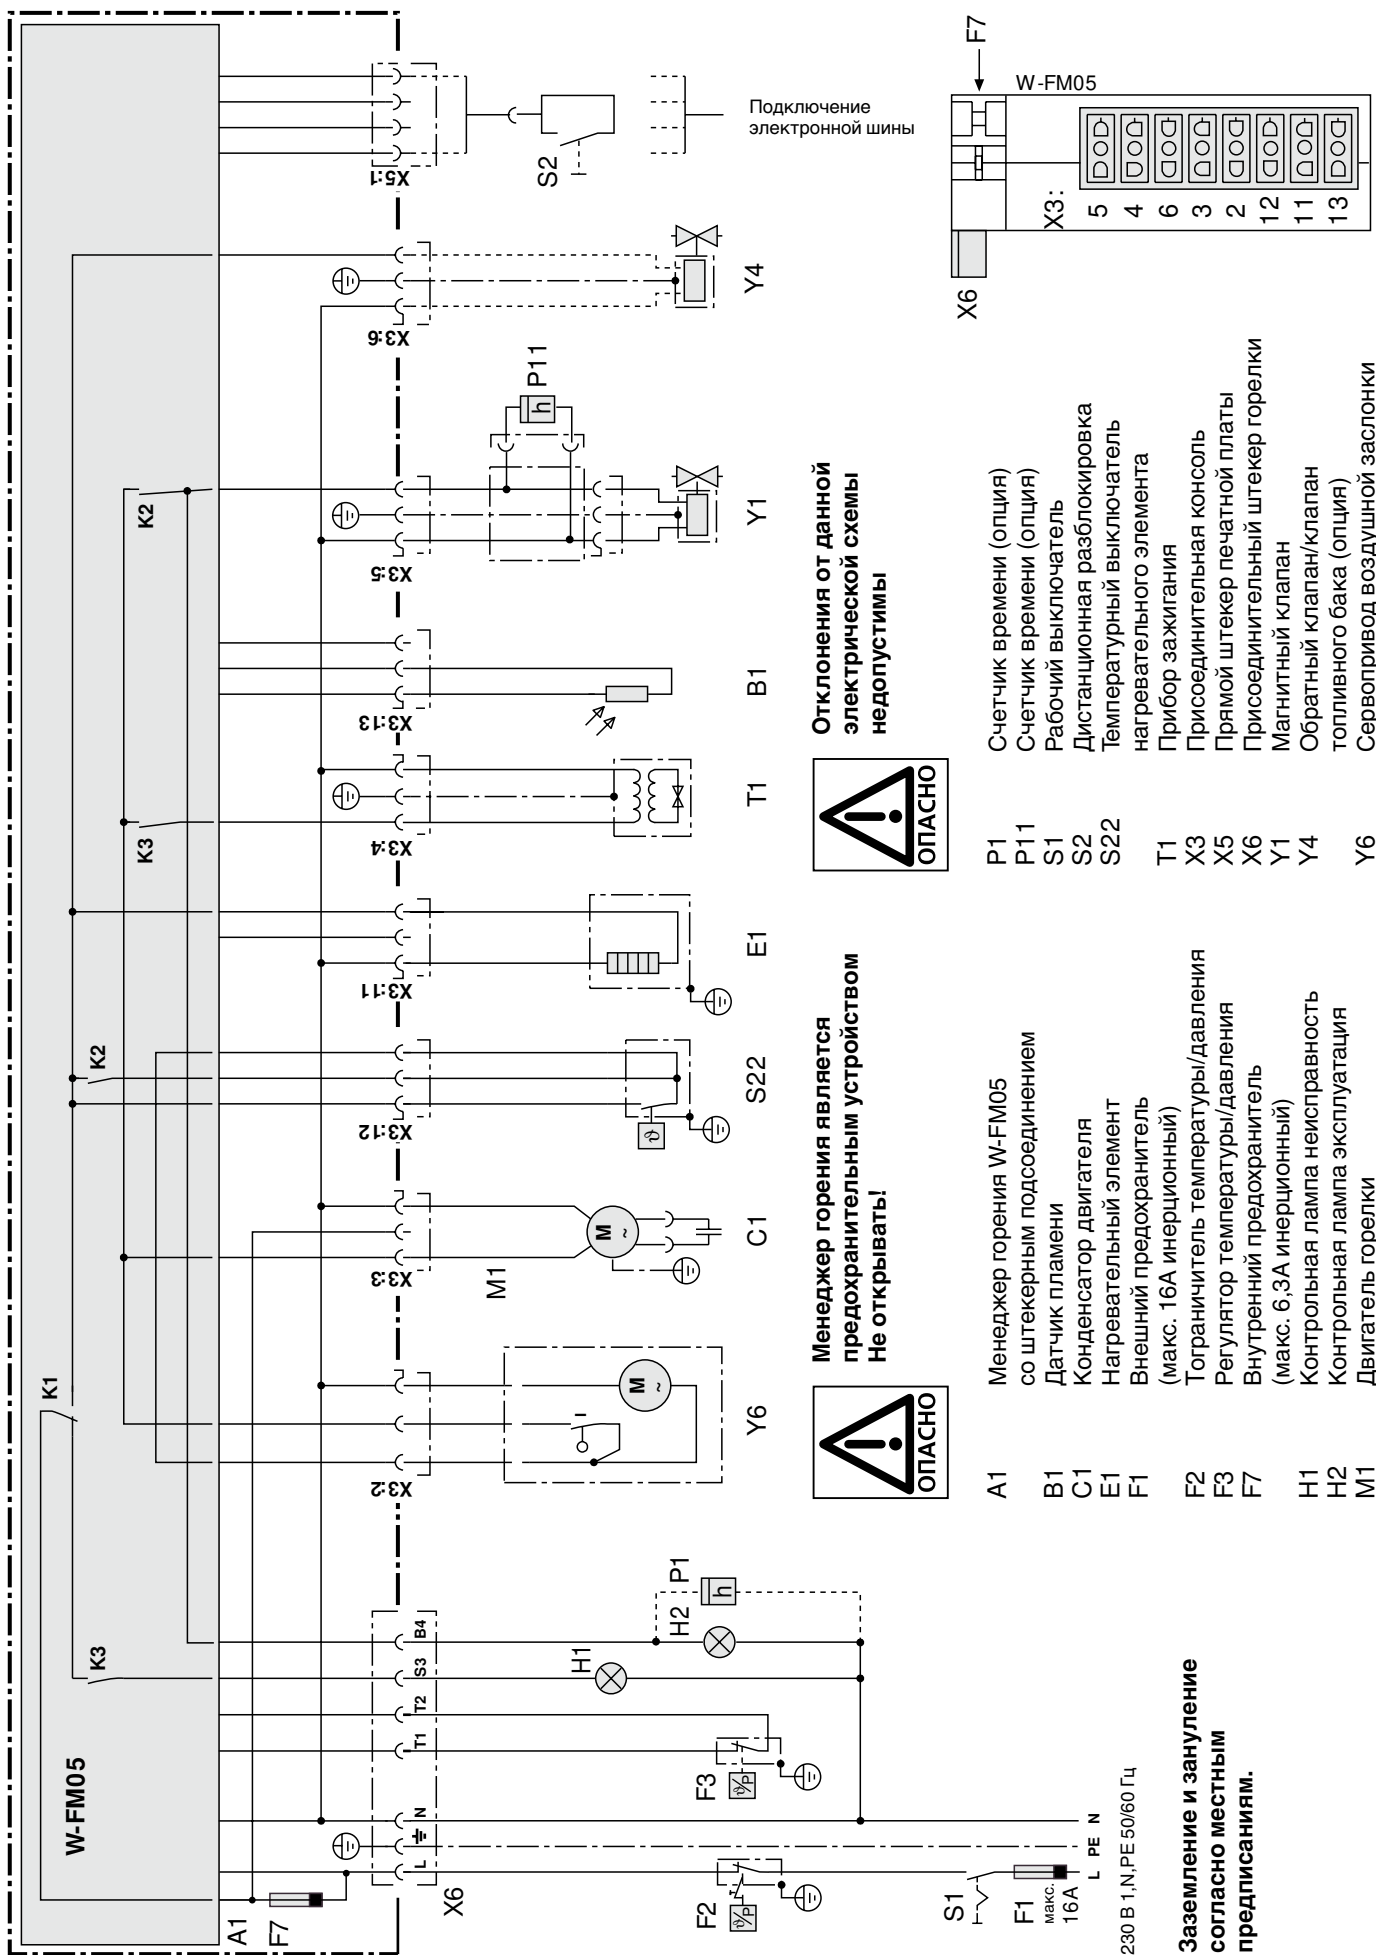 W-FM05
K1
K3
K2
K3
K2
A1
F7
X6
L
N
T1
T2
S3
B4
X3:2
X3:3
X3:12
X3:11
X3:4
X3:13
X3:5
X3:6
X5:1
F2
ϑ/P
F3
ϑ/P
H1
H2
P1
h
S1
F1
макс.
16A
L PE N
230 В 1,N,PE 50/60 Гц
Y6
M
~
M1
M
~
C1
S22
ϑ
E1
T1
B1
Y1
P11
h
Y4
S2
Подключение
электронной шины
Заземление и зануление
согласно местным
предписаниям.
ОПАСНО
Менеджер горения является
предохранительным устройством
Не открывать!
ОПАСНО
Отклонения от данной
электрической схемы
недопустимы
A1 Менеджер горения W-FM05
со штекерным подсоединением
B1 Датчик пламени
C1 Конденсатор двигателя
E1 Нагревательный элемент
F1 Внешний предохранитель
(макс. 16А инерционный)
F2 Тограничитель температуры/давления
F3 Регулятор температуры/давления
F7 Внутренний предохранитель
(макс. 6,3А инерционный)
H1 Контрольная лампа неисправность
H2 Контрольная лампа эксплуатация
M1 Двигатель горелки
P1 Счетчик времени (опция)
P11 Счетчик времени (опция)
S1 Рабочий выключатель
S2 Дистанционная разблокировка
S22 Температурный выключатель
нагревательного элемента
T1 Прибор зажигания
X3 Присоединительная консоль
X5 Прямой штекер печатной платы
X6 Присоединительный штекер горелки
Y1 Магнитный клапан
Y4 Обратный клапан/клапан
топливного бака (опция)
Y6 Сервопривод воздушной заслонки
X6
F7
W-FM05
X3:
5
4
6
3
2
12
11
13